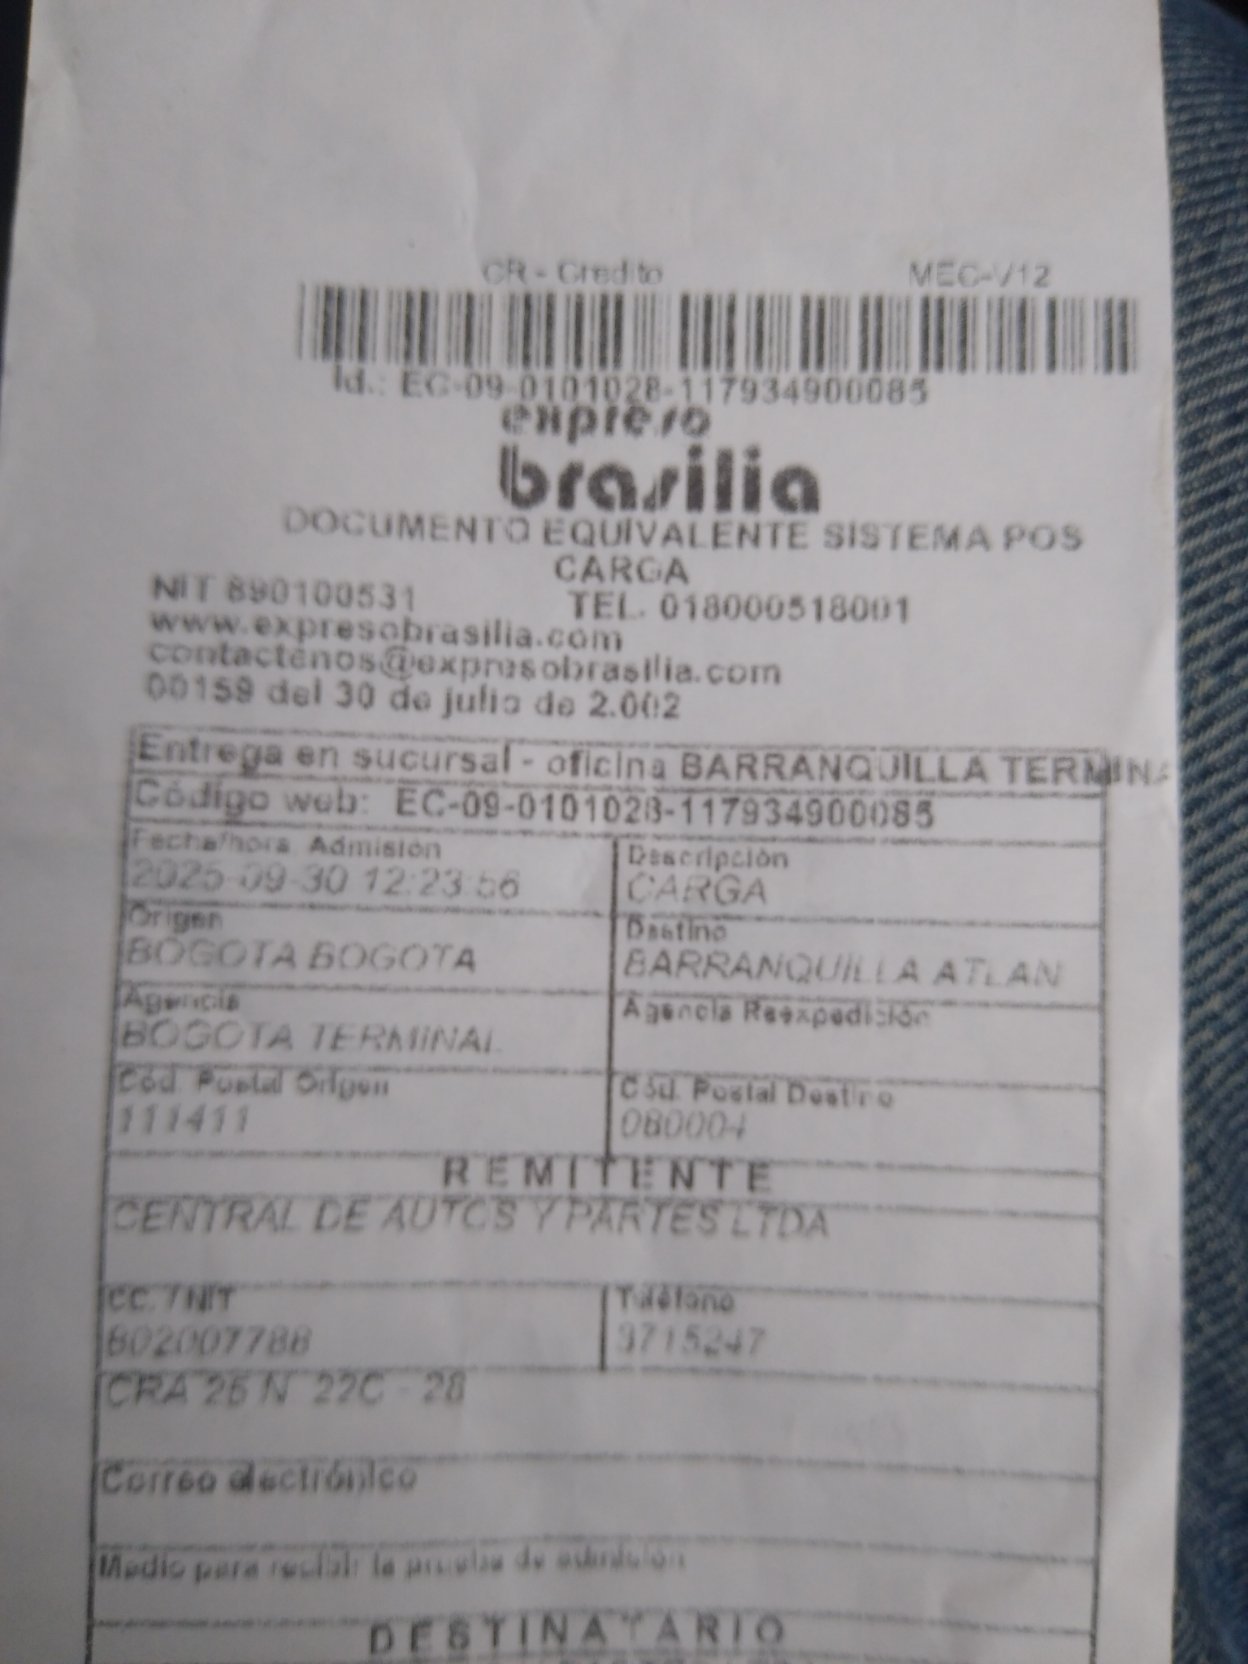 CR - Credito MEC-V12
Id.: EC-09-0101028-117934900085
expreso
brasilia
DOCUMENTO EQUIVALENTE SISTEMA POS
CARGA
NIT 890100531 TEL. 018000518001
www.expresobrasilia.com
contactenos@expresobrasilia.com
00159 del 30 de julio de 2.002
Entrega en sucursal - oficina BARRANQUILLA TERMINA
Código web: EC-09-0101028-117934900085
Fecha/hora Admisión Descripción
2025-09-30 12:23:56 CARGA
Origen Destino
BOGOTA BOGOTA BARRANQUILLA ATLAN
Agencia Agencia Reexpedición
BOGOTA TERMINAL
Cód. Postal Origen Cód. Postal Destino
111411 080004
REMITENTE
CENTRAL DE AUTOS Y PARTES LTDA
CC. / NIT Teléfono
802007788 3715247
CRA 26 N 22C - 28
Correo electrónico
Medio para recibir la prueba de admisión
DESTINATARIO